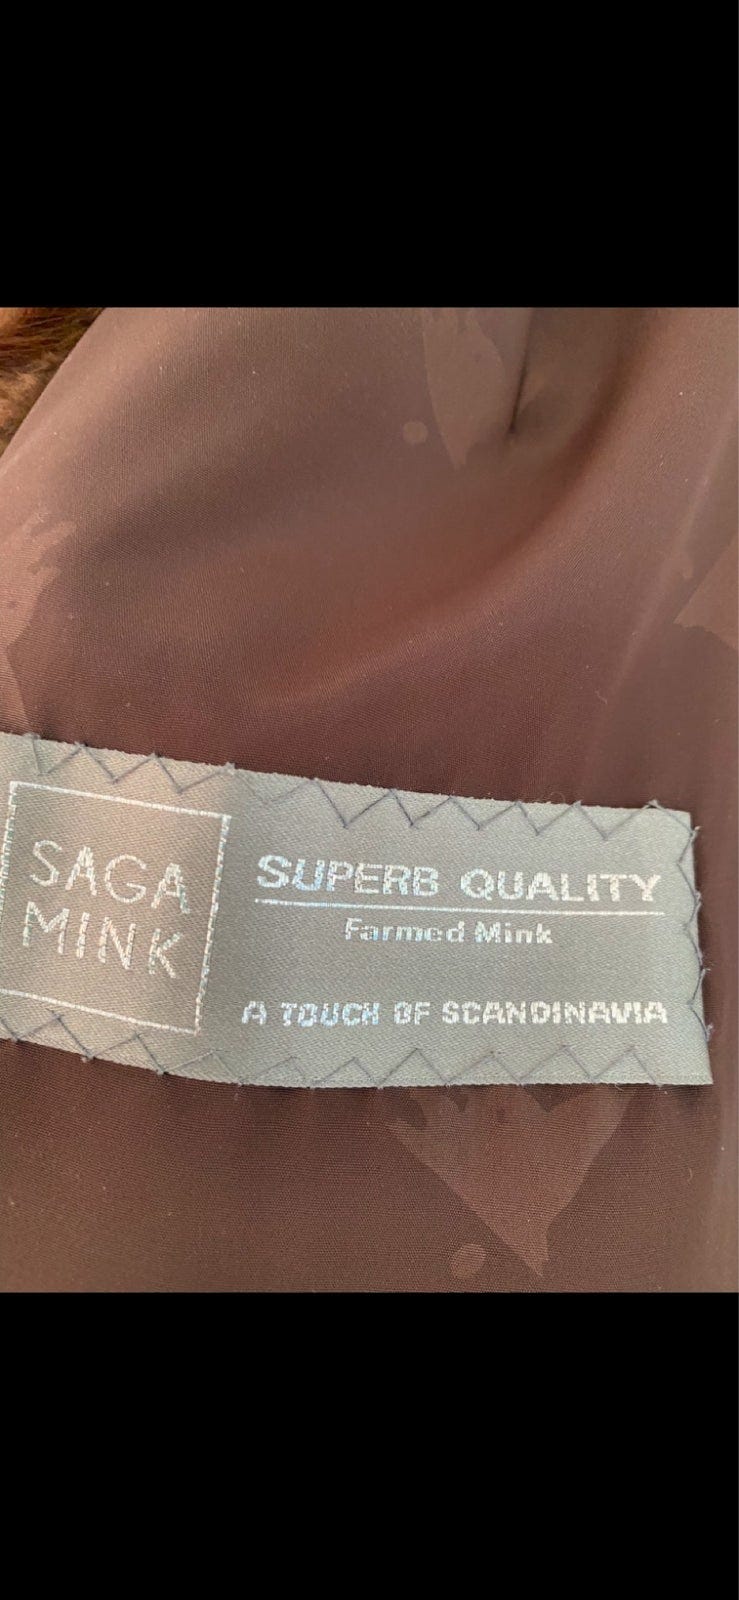 SAGA
MINK
SUPERB QUALITY
Farmed Mink
A TOUCH OF SCANDINAVIA